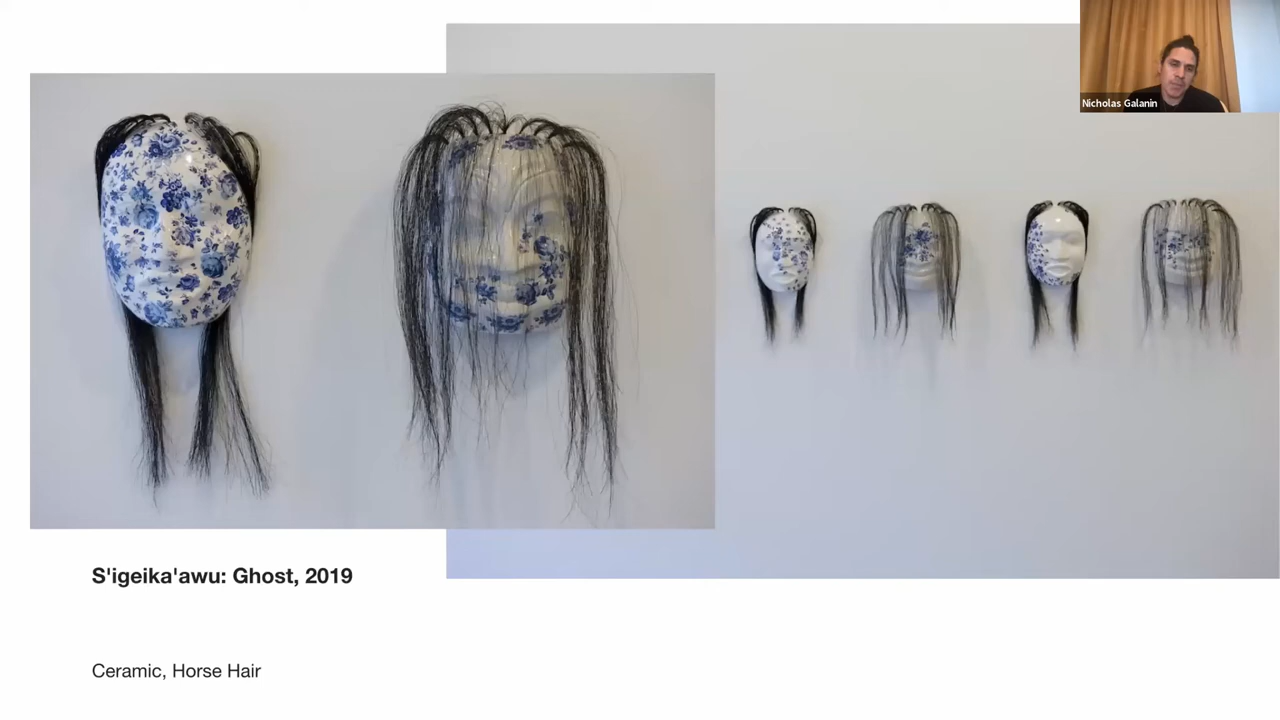 Nicholas Galanin
S'igeika'awu: Ghost, 2019
Ceramic, Horse Hair